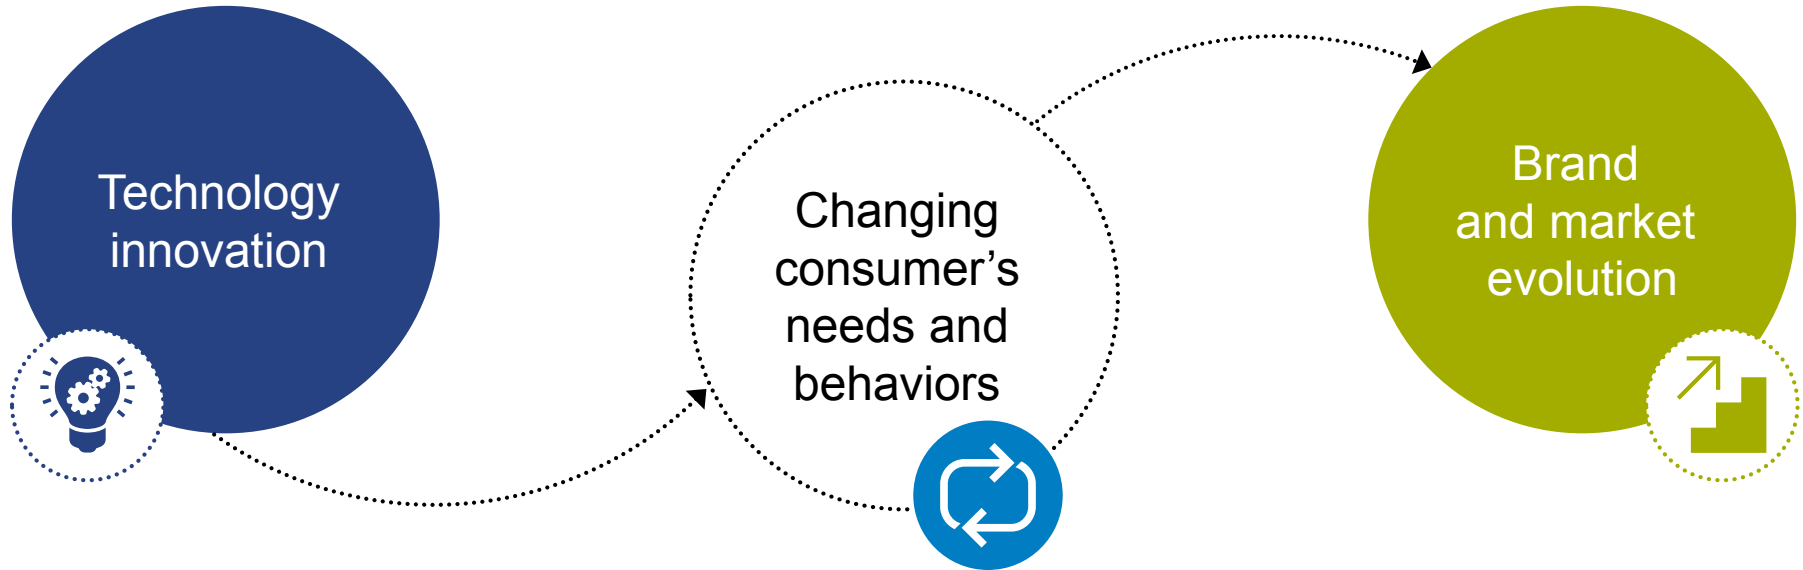 Technology
innovation
Changing
consumer’s
needs and
behaviors
Brand
and market
evolution